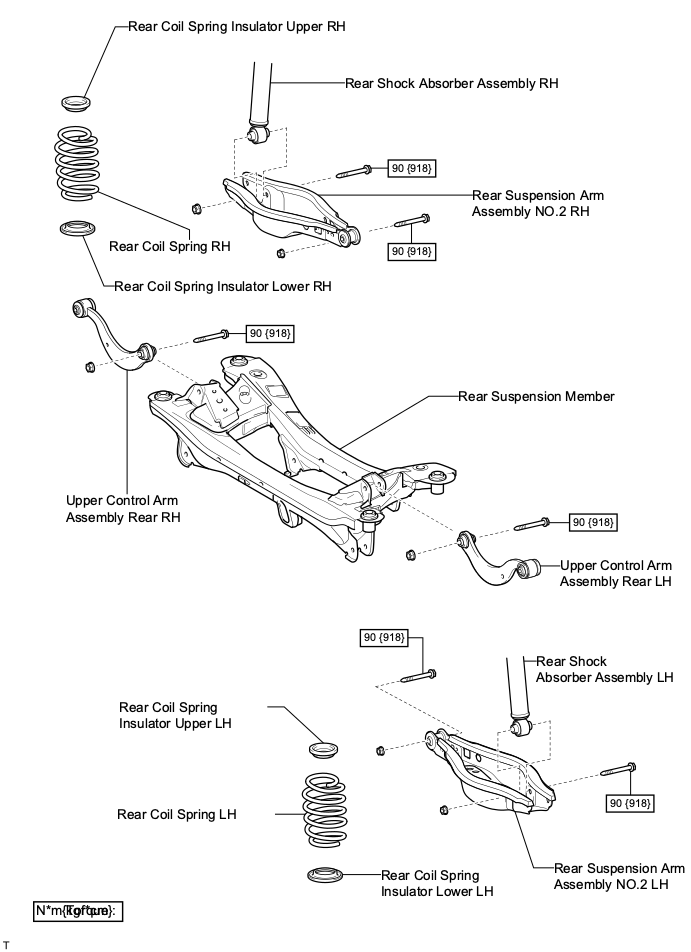 Rear Coil Spring Insulator Upper RH
Rear Shock Absorber Assembly RH
90 {918}
Rear Suspension Arm
Assembly NO.2 RH
Rear Coil Spring RH
90 {918}
Rear Coil Spring Insulator Lower RH
90 {918}
Rear Suspension Member
Upper Control Arm
Assembly Rear RH
90 {918}
Upper Control Arm
Assembly Rear LH
90 {918}
Rear Shock
Absorber Assembly LH
Rear Coil Spring
Insulator Upper LH
90 {918}
Rear Coil Spring LH
Rear Suspension Arm
Assembly NO.2 LH
Rear Coil Spring
Insulator Lower LH
N*m
T